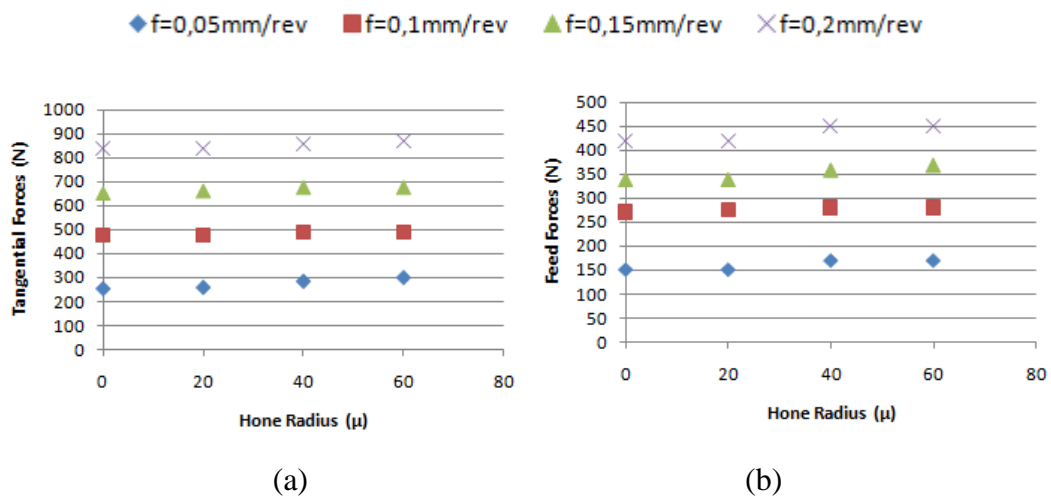 f=0,05mm/rev f=0,1mm/rev f=0,15mm/rev f=0,2mm/rev
Tangential Forces (N)
1000
900
800
700
600
500
400
300
200
100
0
0 20 40 60 80
Hone Radius (μ)
(a)
Feed Forces (N)
500
450
400
350
300
250
200
150
100
50
0
0 20 40 60 80
Hone Radius (μ)
(b)